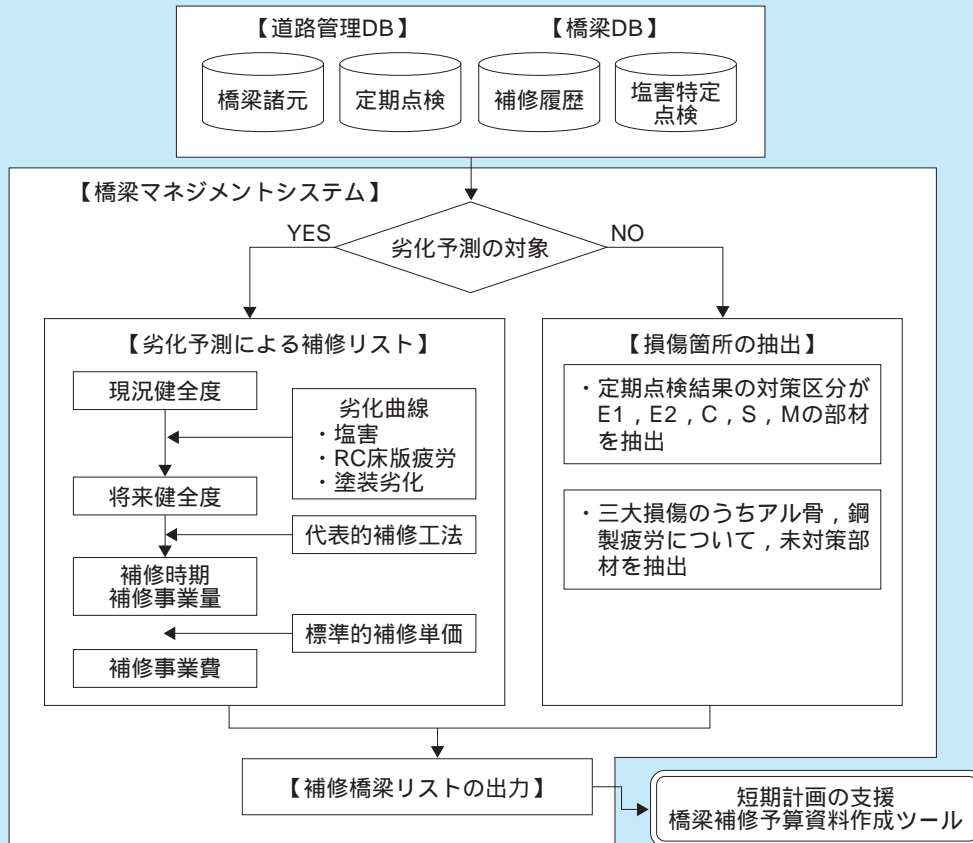 【道路管理DB】
【橋梁DB】
橋梁諸元
定期点検
補修履歴
塩害特定
点検
【橋梁マネジメントシステム】
YES
劣化予測の対象
NO
【劣化予測による補修リスト】
現況健全度
劣化曲線
・塩害
・RC床版疲労
・塗装劣化
将来健全度
代表的補修工法
補修時期
補修事業量
標準的補修単価
補修事業費
【損傷箇所の抽出】
・定期点検結果の対策区分が
E1，E2，C，S，Mの部材
を抽出
・三大損傷のうちアル骨，鋼
製疲労について，未対策部
材を抽出
【補修橋梁リストの出力】
短期計画の支援
橋梁補修予算資料作成ツール